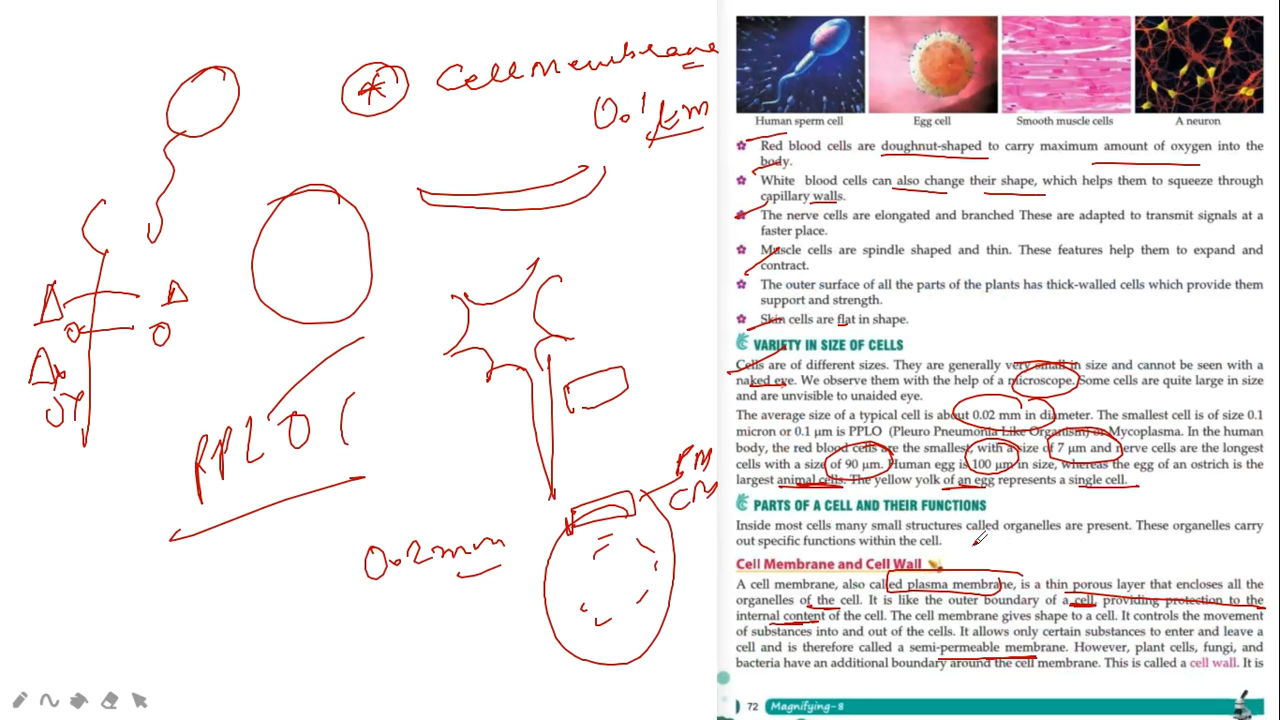 Cell Membrane
0.1 µm
PPLO
0.2 mm
PM
CM
Human sperm cell
Egg cell
Smooth muscle cells
A neuron
Red blood cells are doughnut-shaped to carry maximum amount of oxygen into the
body.
White blood cells can also change their shape, which helps them to squeeze through
capillary walls.
The nerve cells are elongated and branched These are adapted to transmit signals at a
faster place.
Muscle cells are spindle shaped and thin. These features help them to expand and
contract.
The outer surface of all the parts of the plants has thick-walled cells which provide them
support and strength.
Skin cells are flat in shape.
VARIETY IN SIZE OF CELLS
Cells are of different sizes. They are generally very small in size and cannot be seen with a
naked eye. We observe them with the help of a microscope. Some cells are quite large in size
and are unvisible to unaided eye.
The average size of a typical cell is about 0.02 mm in diameter. The smallest cell is of size 0.1
micron or 0.1 µm is PPLO (Pleuro Pneumonia Like Organism) or Mycoplasma. In the human
body, the red blood cells are the smallest, with a size of 7 µm and nerve cells are the longest
cells with a size of 90 µm. Human egg is 100 µm in size, whereas the egg of an ostrich is the
largest animal cells. The yellow yolk of an egg represents a single cell.
PARTS OF A CELL AND THEIR FUNCTIONS
Inside most cells many small structures called organelles are present. These organelles carry
out specific functions within the cell.
Cell Membrane and Cell Wall
A cell membrane, also called plasma membrane, is a thin porous layer that encloses all the
organelles of the cell. It is like the outer boundary of a cell, providing protection to the
internal content of the cell. The cell membrane gives shape to a cell. It controls the movement
of substances into and out of the cells. It allows only certain substances to enter and leave a
cell and is therefore called a semi-permeable membrane. However, plant cells, fungi, and
bacteria have an additional boundary around the cell membrane. This is called a cell wall. It is
72 Magnifying-8